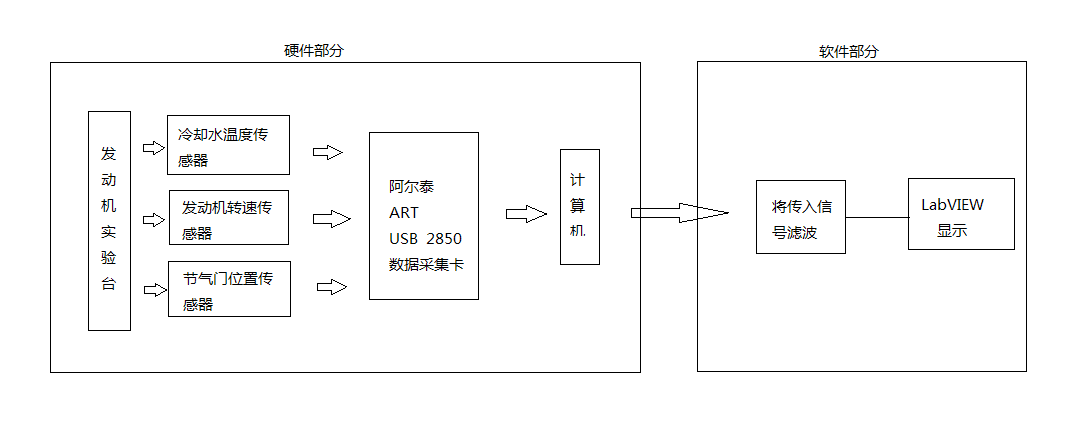 硬件部分
软件部分
发
动
机
实
验
台
冷却水温度传
感器
发动机转速传
感器
节气门位置传
感器
阿尔泰
ART
USB 2850
数据采集卡
计
算
机
将传入信
号滤波
LabVIEW
显示